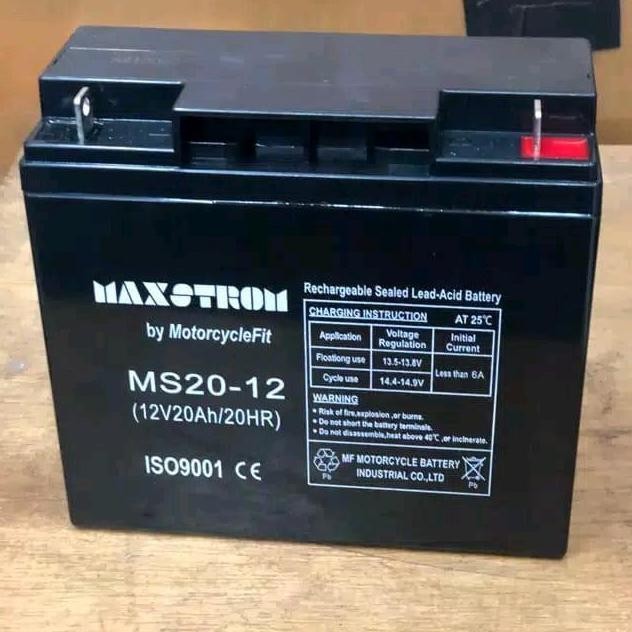 MAXSTROM
by MotorcycleFit
MS20-12
(12V20Ah/20HR)
ISO9001 CE
Rechargeable Sealed Lead-Acid Battery
CHARGING INSTRUCTION AT 25℃
Application Voltage Regulation Initial Current
Floationg use 13.5-13.8V Less than 6A
Cycle use 14.4-14.9V
WARNING
• Risk of fire,explosion ,or burns.
• Do not short the battery terminals.
• Do not disassemble,heat above 40℃ ,or incinerate.
MF MOTORCYCLE BATTERY
INDUSTRIAL CO.,LTD
Pb Pb